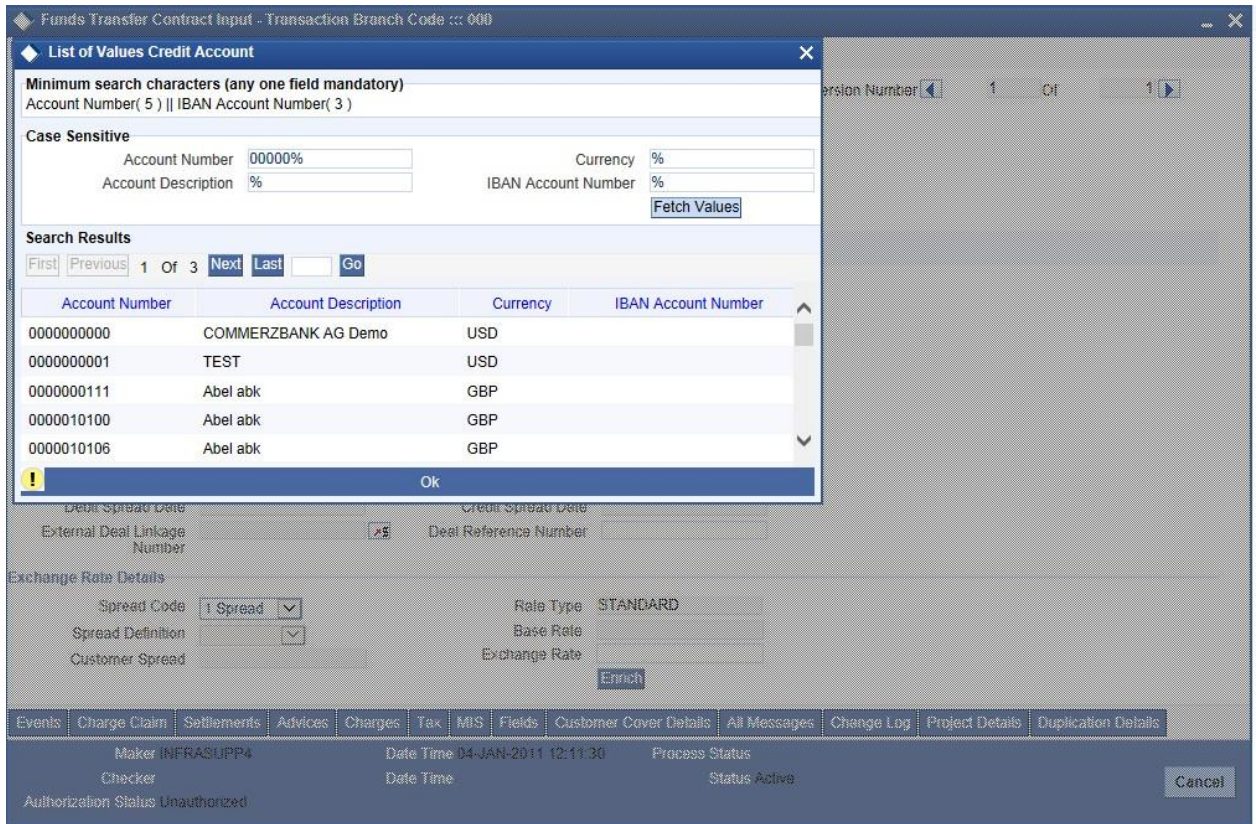 Funds Transfer Contract Input - Transaction Branch Code ::: 000
List of Values Credit Account
Minimum search characters (any one field mandatory)
Account Number( 5 ) || IBAN Account Number( 3 )
ersion Number 1 Of 1
Case Sensitive
Account Number 00000% Currency %
Account Description % IBAN Account Number %
Fetch Values
Search Results
First Previous 1 Of 3 Next Last Go
Account Number Account Description Currency IBAN Account Number
0000000000 COMMERZBANK AG Demo USD
0000000001 TEST USD
0000000111 Abel abk GBP
0000010100 Abel abk GBP
0000010106 Abel abk GBP
! Ok
Debit Spread Date Credit Spread Date
External Deal Linkage Deal Reference Number
Number
Exchange Rate Details
Spread Code 1 Spread Rate Type STANDARD
Spread Definition Base Rate
Customer Spread Exchange Rate
Enrich
Events Charge Claim Settlements Advices Charges Tax MIS Fields Customer Cover Details All Messages Change Log Project Details Duplication Details
Maker INFRASUPP4 Date Time 04-JAN-2011 12:11:30 Process Status
Checker Date Time Status Active
Cancel
Authorization Status Unauthorized